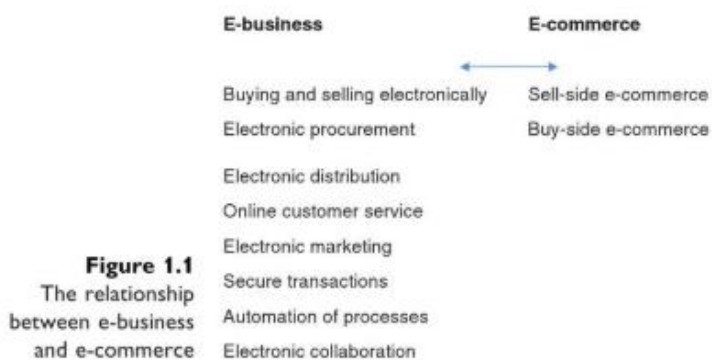 E-business E-commerce
Buying and selling electronically Sell-side e-commerce
Electronic procurement Buy-side e-commerce
Electronic distribution
Online customer service
Electronic marketing
Secure transactions
Automation of processes
Electronic collaboration
Figure 1.1
The relationship
between e-business
and e-commerce